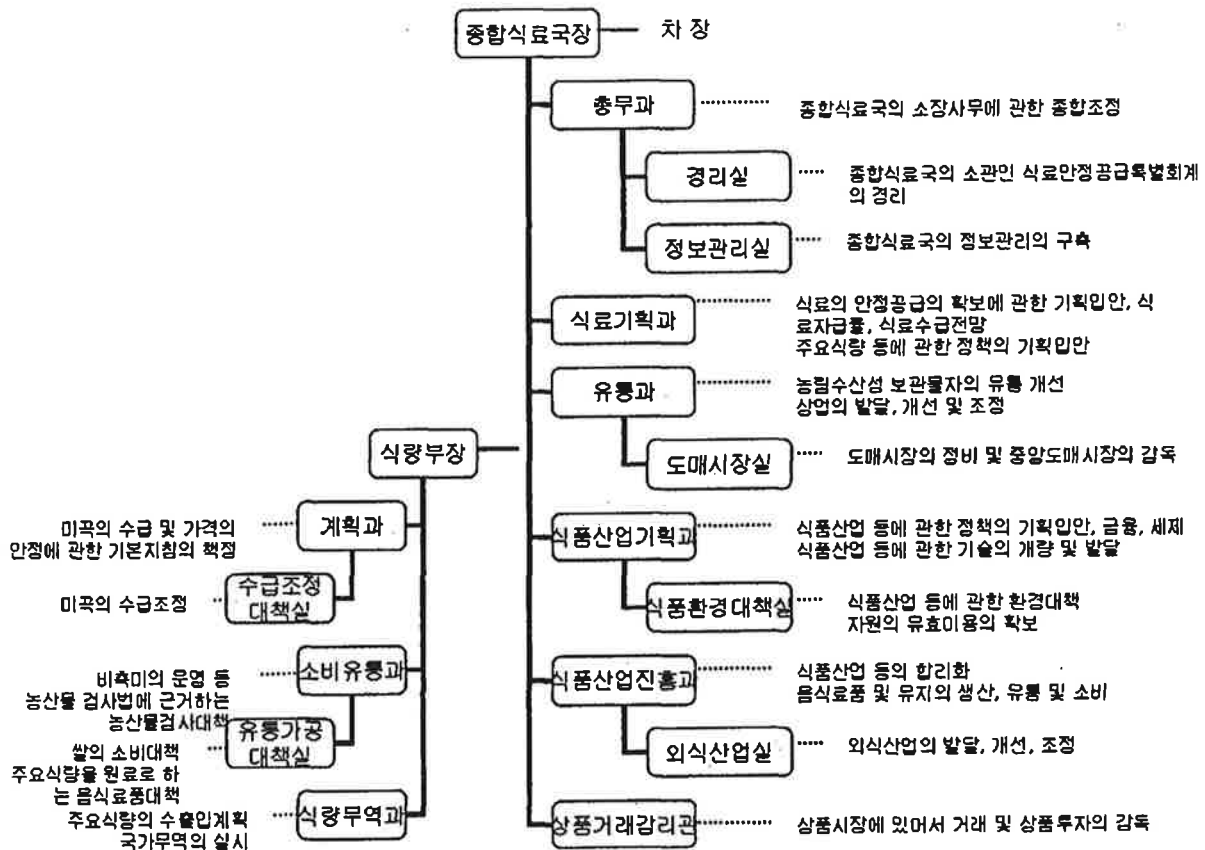 종합식료국장
차 장
총무과
종합식료국의 소장사무에 관한 종합조정
경리실
종합식료국의 소관인 식료안정공급특별회계
의 경리
정보관리실
종합식료국의 정보관리의 구축
식료기획과
식료의 안정공급의 확보에 관한 기획입안, 식
료자급률, 식료수급전망
주요식량 등에 관한 정책의 기획입안
유통과
농림수산성 보관물자의 유통 개선
상업의 발달, 개선 및 조정
도매시장실
도매시장의 정비 및 중앙도매시장의 감독
식품산업기획과
식품산업 등에 관한 정책의 기획입안, 금융, 세제
식품산업 등에 관한 기술의 개량 및 발달
식품환경대책실
식품산업 등에 관한 환경대책
자원의 유효이용의 확보
식품산업진흥과
식품산업 등의 합리화
음식료품 및 유지의 생산, 유통 및 소비
외식산업실
외식산업의 발달, 개선, 조정
상품거래감리관
상품시장에 있어서 거래 및 상품투자의 감독
식량부장
계획과
미곡의 수급 및 가격의
안정에 관한 기본지침의 책정
수급조정
대책실
미곡의 수급조정
소비유통과
비축미의 운영 등
농산물 검사법에 근거하는
농산물검사대책
유통가공
대책실
쌀의 소비대책
주요식량을 원료로 하
는 음식료품대책
식량무역과
주요식량의 수출입계획
국가무역의 실시